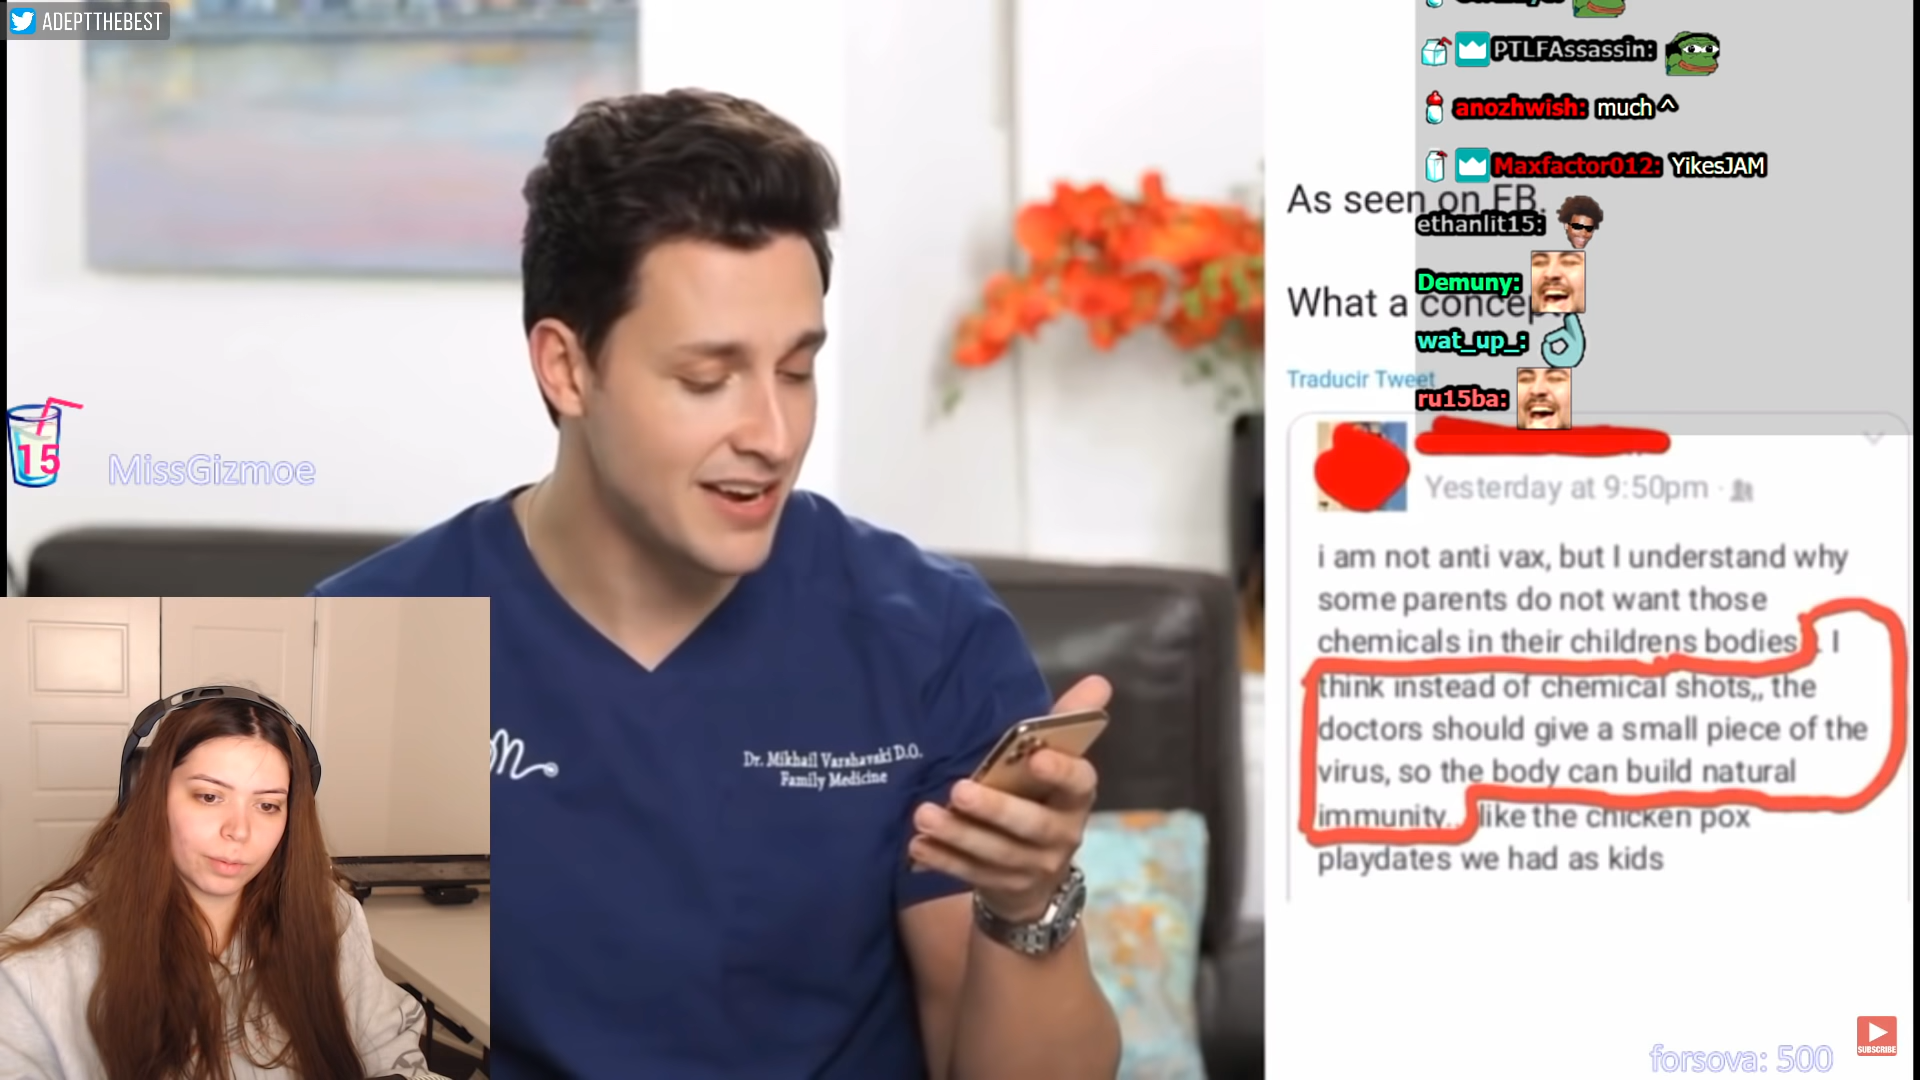 ADEPTTHEBEST
PTLFAssassin:
anozhwish: much ^
Maxfactor012: YikesJAM
As seen on FB.
ethanlit15:
Demuny:
What a concep
wat_up_:
Traducir Tweet
ru15ba:
15
MissGizmoe
Yesterday at 9:50pm ·
i am not anti vax, but I understand why
some parents do not want those
chemicals in their childrens bodies. I
think instead of chemical shots,, the
doctors should give a small piece of the
virus, so the body can build natural
immunity.. like the chicken pox
playdates we had as kids
Dr. Mikhail Varshavski D.O.
Family Medicine
SUBSCRIBE
forsova: 500